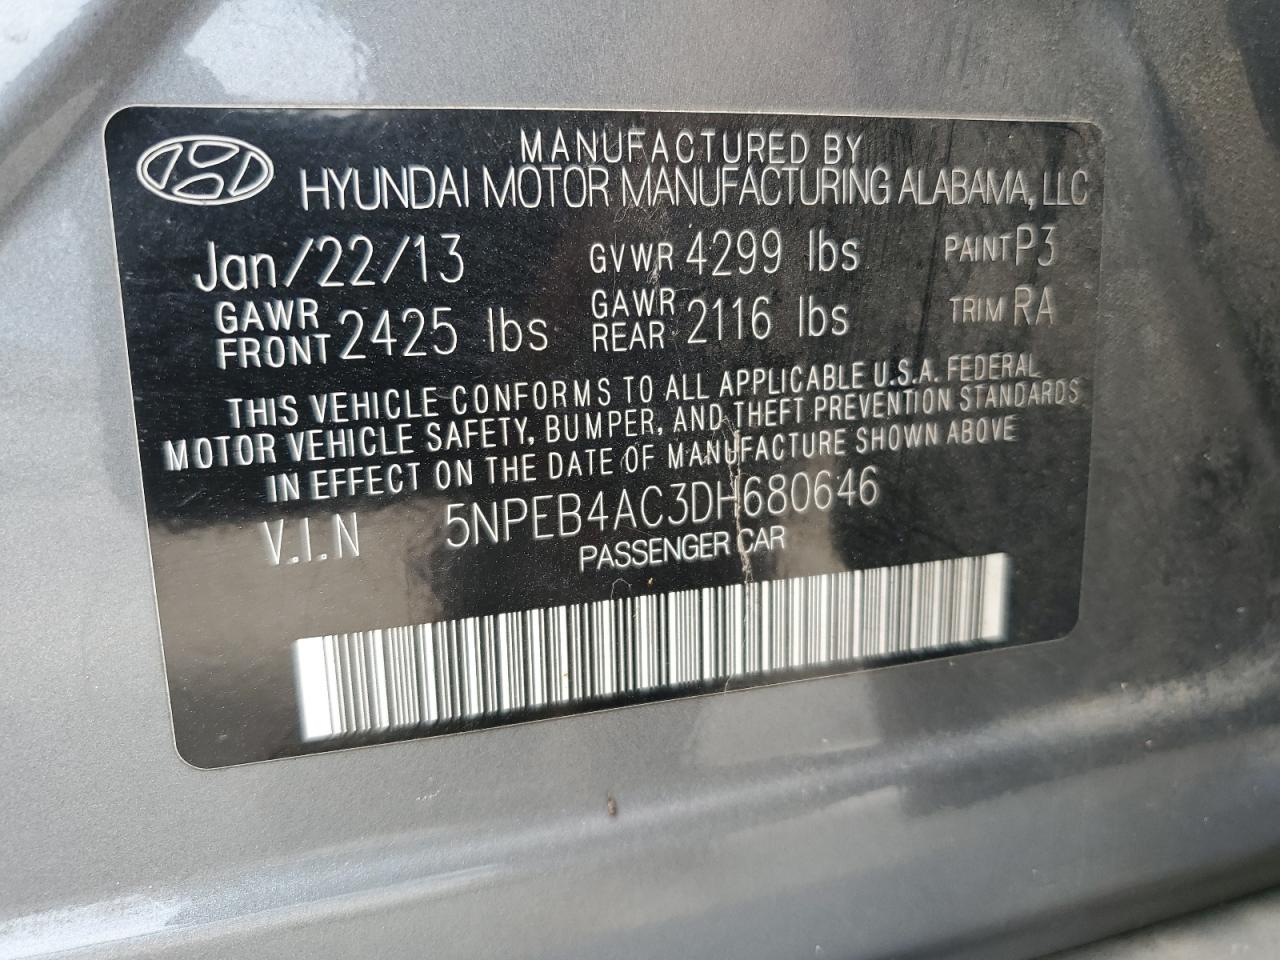 MANUFACTURED BY
HYUNDAI MOTOR MANUFACTURING ALABAMA, LLC
Jan/22/13 GVWR 4299 lbs PAINT P3
GAWR FRONT 2425 lbs GAWR REAR 2116 lbs TRIM RA
THIS VEHICLE CONFORMS TO ALL APPLICABLE U.S.A. FEDERAL
MOTOR VEHICLE SAFETY, BUMPER, AND THEFT PREVENTION STANDARDS
IN EFFECT ON THE DATE OF MANUFACTURE SHOWN ABOVE
V.I.N 5NPEB4AC3DH680646
PASSENGER CAR